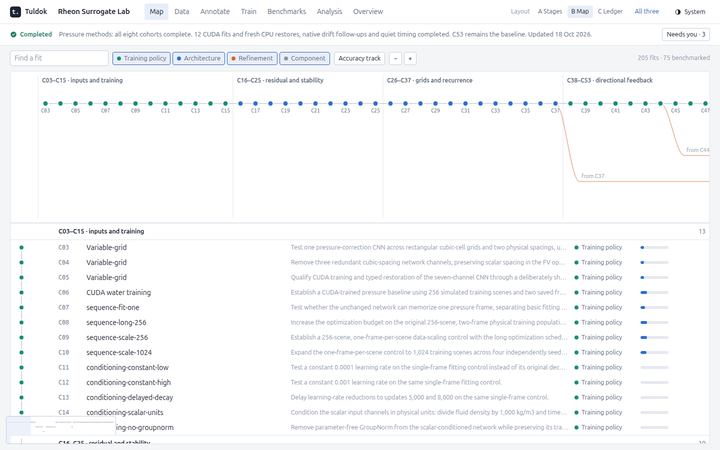 t. Tuldok Rheon Surrogate Lab Map Data Annotate Train Benchmarks Analysis Overview Layout A Stages B Map C Ledger All three System
Completed Pressure methods: all eight cohorts complete. 12 CUDA fits and fresh CPU restores, native drift follow-ups and quiet timing completed. C53 remains the baseline. Updated 18 Oct 2026. Needs you · 3
Find a fit Training policy Architecture Refinement Component Accuracy track − + 205 fits · 75 benchmarked
C03–C15 · inputs and training C16–C25 · residual and stability C26–C37 · grids and recurrence C38–C53 · directional feedback
C03 C05 C07 C09 C11 C13 C15 C17 C19 C21 C23 C25 C27 C29 C31 C33 C35 C37 C39 C41 C43 C45 C47
from C44
from C37
C03–C15 · inputs and training 13
C03 Variable-grid Test one pressure-correction CNN across rectangular cubic-cell grids and two physical spacings, u... Training policy
C04 Variable-grid Remove three redundant cubic-spacing network channels, preserving scalar spacing in the FV op... Training policy
C05 Variable-grid Qualify CUDA training and typed restoration of the seven-channel CNN through a deliberately sh... Training policy
C06 CUDA water training Establish a CUDA-trained pressure baseline using 256 simulated training scenes and two saved fr... Training policy
C07 sequence-fit-one Test whether the unchanged network can memorize one pressure frame, separating basic fitting ... Training policy
C08 sequence-long-256 Increase the optimization budget on the original 256-scene, two-frame physical training populati... Training policy
C09 sequence-scale-256 Establish a 256-scene, one-frame-per-scene data-scaling control with the long optimization sched... Training policy
C10 sequence-scale-1024 Expand the one-frame-per-scene control to 1,024 training scenes across four independently seed... Training policy
C11 conditioning-constant-low Test a constant 0.0001 learning rate on the single-frame fitting control instead of its original dec... Training policy
C12 conditioning-constant-high Test a constant 0.001 learning rate on the same single-frame fitting control. Training policy
C13 conditioning-delayed-decay Delay learning-rate reductions to updates 5,000 and 8,000 on the same single-frame control. Training policy
C14 conditioning-scalar-units Condition the scalar input channels in physical units: divide fluid density by 1,000 kg/m3 and time... Training policy
ing-no-groupnorm Remove parameter-free GroupNorm from the scalar-conditioned network while preserving its tra... Training policy
C16–C25 · residual and stability 10